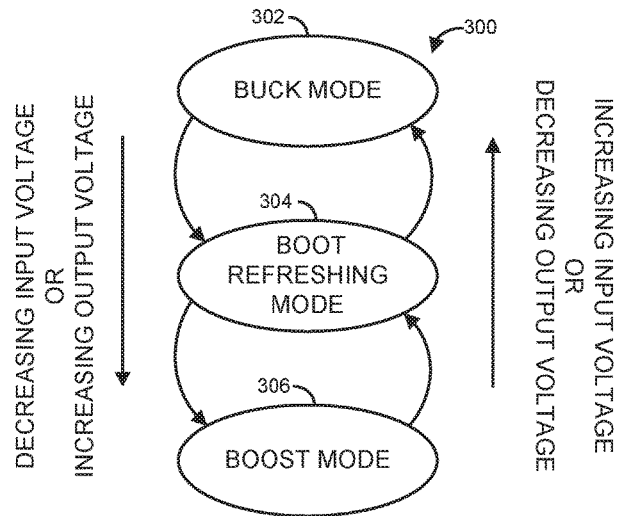 302
300
BUCK MODE
DECREASING INPUT VOLTAGE
OR
INCREASING OUTPUT VOLTAGE
304
BOOT
REFRESHING
MODE
306
BOOST MODE
INCREASING INPUT VOLTAGE
OR
DECREASING OUTPUT VOLTAGE